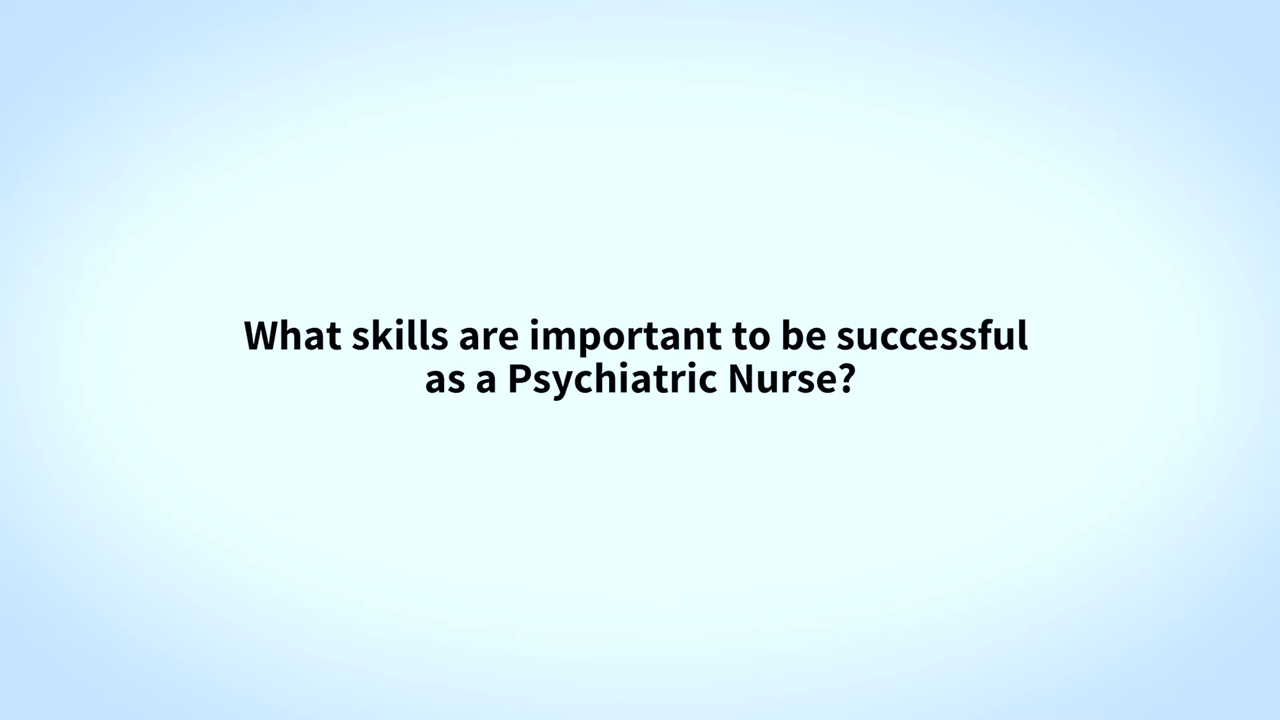 What skills are important to be successful
as a Psychiatric Nurse?